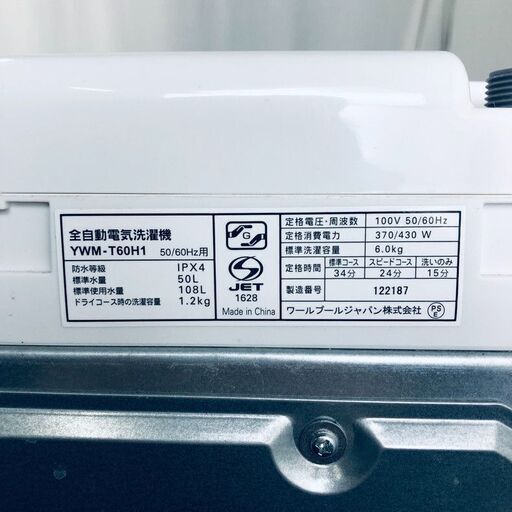 全自動電気洗濯機
YWM-T60H1 50/60Hz用
防水等級 IPX4
標準水量 50L
標準使用水量 108L
ドライコース時の洗濯容量 1.2kg
G
JET
1628
Made in China
定格電圧・周波数 100V 50/60Hz
定格消費電力 370/430 W
標準洗濯容量 6.0kg
定格時間 標準コース スピードコース 洗いのみ
34分 24分 15分
製造番号 122187
ワールプールジャパン株式会社 PSE